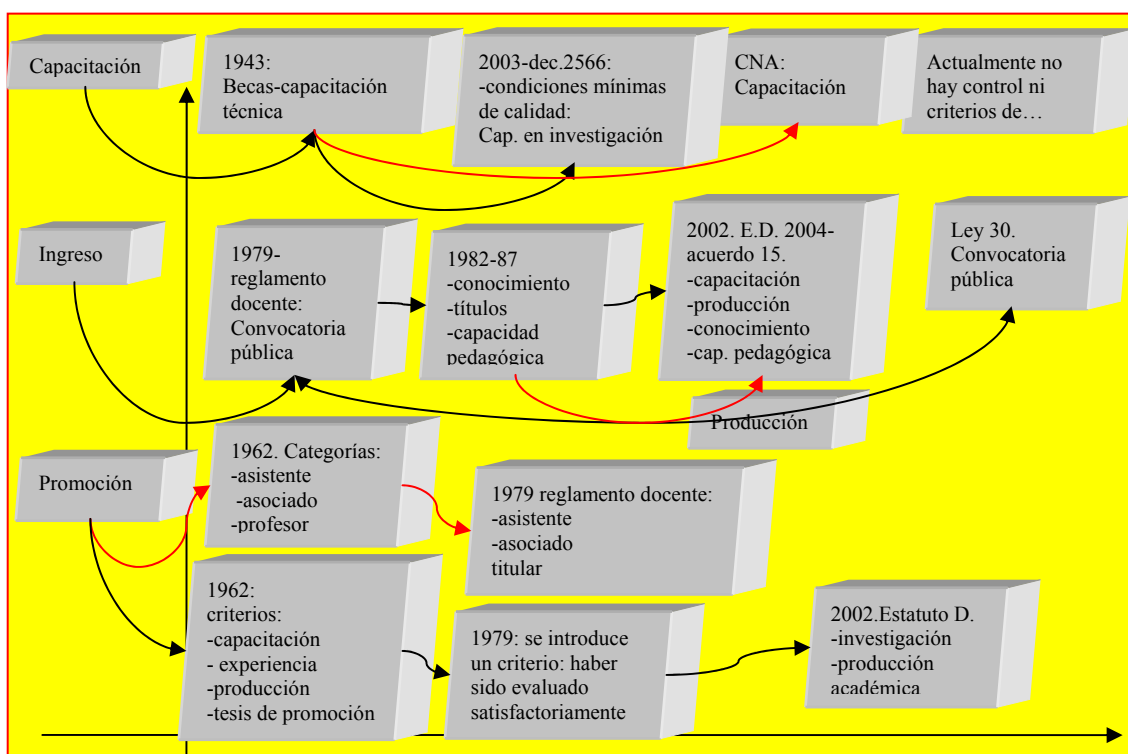 Capacitación
1943:
Becas-capacitación
técnica
2003-dec.2566:
-condiciones mínimas
de calidad:
Cap. en investigación
CNA:
Capacitación
Actualmente no
hay control ni
criterios de…
Ingreso
1979-
reglamento
docente:
Convocatoria
pública
1982-87
-conocimiento
-títulos
-capacidad
pedagógica
2002. E.D. 2004-
acuerdo 15.
-capacitación
-producción
-conocimiento
-cap. pedagógica
Ley 30.
Convocatoria
pública
Producción
Promoción
1962. Categorías:
-asistente
-asociado
-profesor
1979 reglamento docente:
-asistente
-asociado
titular
1962:
criterios:
-capacitación
- experiencia
-producción
-tesis de promoción
1979: se introduce
un criterio: haber
sido evaluado
satisfactoriamente
2002.Estatuto D.
-investigación
-producción
académica